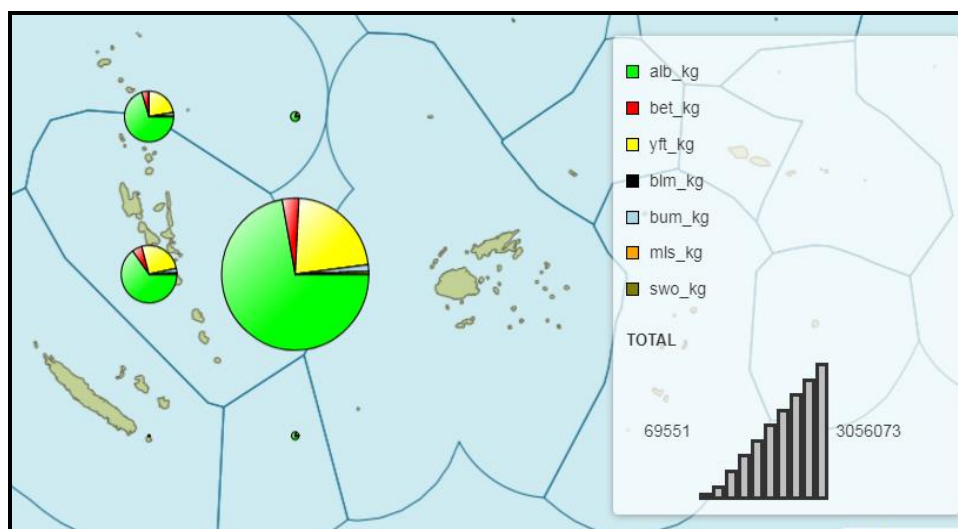 alb_kg
bet_kg
yft_kg
blm_kg
bum_kg
mls_kg
swo_kg
TOTAL
69551
3056073